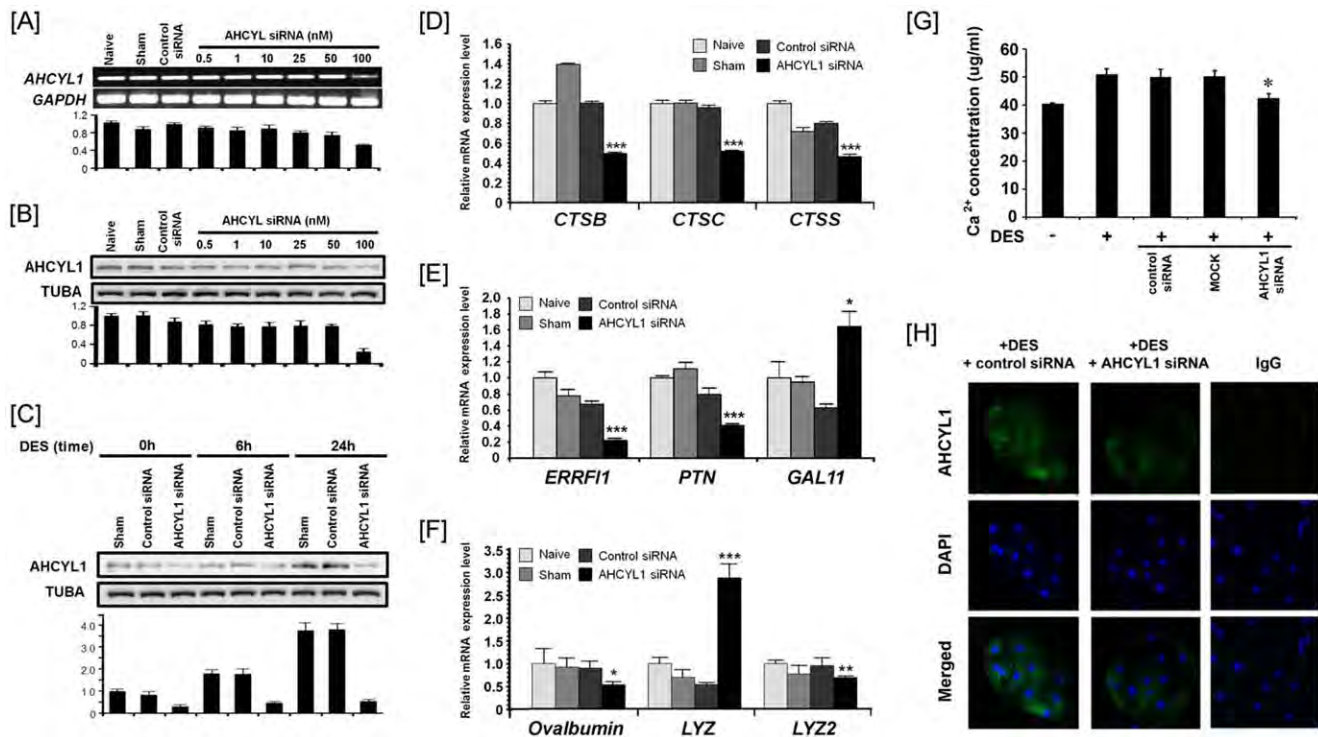 [A]
AHCYL siRNA (nM)
Naive
Sham
Control siRNA
0.5 1 10 25 50 100
AHCYL1
GAPDH
1.2
0.8
0.4
0
[B]
AHCYL siRNA (nM)
Naive
Sham
Control siRNA
0.5 1 10 25 50 100
AHCYL1
TUBA
1.2
0.8
0.4
0
[C]
DES (time) 0h 6h 24h
Sham
Control siRNA
AHCYL1 siRNA
Sham
Control siRNA
AHCYL1 siRNA
Sham
Control siRNA
AHCYL1 siRNA
AHCYL1
TUBA
4.0
3.0
2.0
1.0
0
[D]
Relative mRNA expression level
1.6
1.4
1.2
1.0
0.8
0.6
0.4
0.2
0
Naive Control siRNA
Sham AHCYL1 siRNA
*** *** ***
CTSB CTSC CTSS
[E]
Relative mRNA expression level
2.0
1.8
1.6
1.4
1.2
1.0
0.8
0.6
0.4
0.2
0
Naive Control siRNA
Sham AHCYL1 siRNA
*** *** *
ERRFI1 PTN GAL11
[F]
Relative mRNA expression level
3.5
3.0
2.5
2.0
1.5
1.0
0.5
0
Naive Control siRNA
Sham AHCYL1 siRNA
* *** **
Ovalbumin LYZ LYZ2
[G]
Ca 2+ concentration (ug/ml)
60
50
40
30
20
10
0
*
DES - + + + +
control siRNA
MOCK
AHCYL1 siRNA
[H]
+DES
+ control siRNA
+DES
+ AHCYL1 siRNA
IgG
AHCYL1
DAPI
Merged